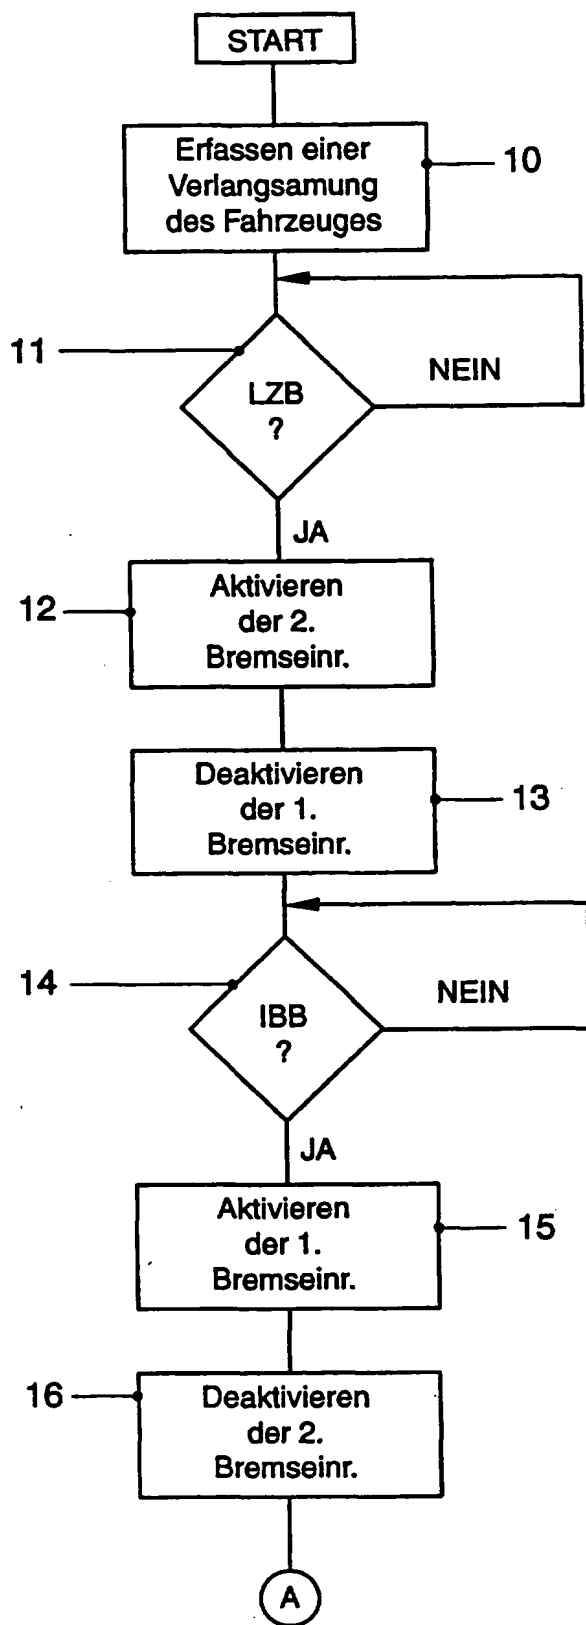 START
Erfassen einer
Verlangsamung
des Fahrzeuges
10
11
LZB
?
NEIN
JA
12
Aktivieren
der 2.
Bremseinr.
Deaktivieren
der 1.
Bremseinr.
13
14
IBB
?
NEIN
JA
Aktivieren
der 1.
Bremseinr.
15
16
Deaktivieren
der 2.
Bremseinr.
A